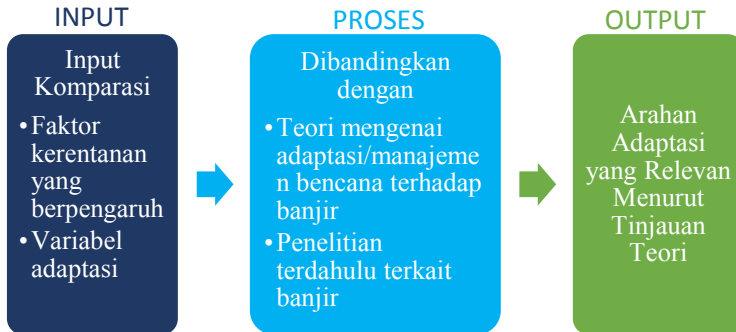 INPUT
Input
Komparasi
•Faktor
kerentanan
yang
berpengaruh
•Variabel
adaptasi
PROSES
Dibandingkan
dengan
•Teori mengenai
adaptasi/manajeme
n bencana terhadap
banjir
•Penelitian
terdahulu terkait
banjir
OUTPUT
Arahan
Adaptasi
yang Relevan
Menurut
Tinjauan
Teori